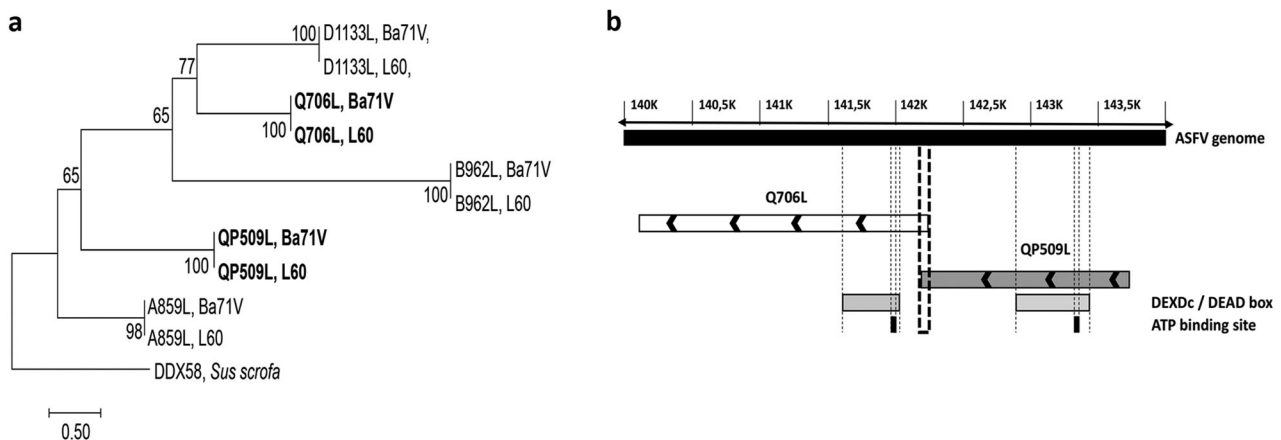 a
100 D1133L, Ba71V,
D1133L, L60,
77
Q706L, Ba71V
100 Q706L, L60
65
B962L, Ba71V
100 B962L, L60
65
QP509L, Ba71V
100 QP509L, L60
A859L, Ba71V
98 A859L, L60
DDX58, Sus scrofa
0.50
b
140K 140,5K 141K 141,5K 142K 142,5K 143K 143,5K
ASFV genome
Q706L
QP509L
DEXDc / DEAD box
ATP binding site